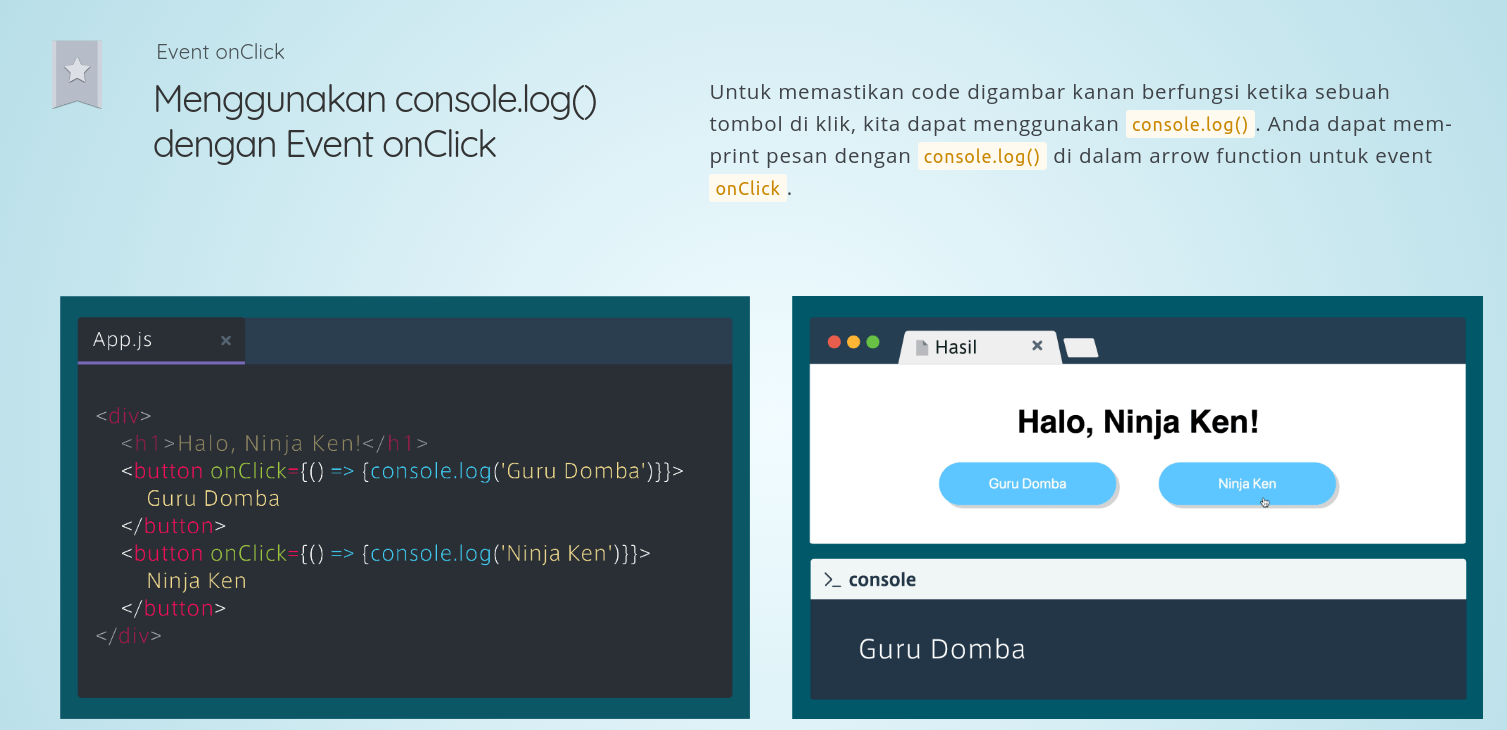 Event onClick
Menggunakan console.log()
dengan Event onClick
Untuk memastikan code digambar kanan berfungsi ketika sebuah
tombol di klik, kita dapat menggunakan console.log(). Anda dapat mem-
print pesan dengan console.log() di dalam arrow function untuk event
onClick.
App.js ×
<div>
<h1>Halo, Ninja Ken!</h1>
<button onClick={() => {console.log('Guru Domba')}}>
Guru Domba
</button>
<button onClick={() => {console.log('Ninja Ken')}}>
Ninja Ken
</button>
</div>
Hasil ×
Halo, Ninja Ken!
Guru Domba
Ninja Ken
>_ console
Guru Domba